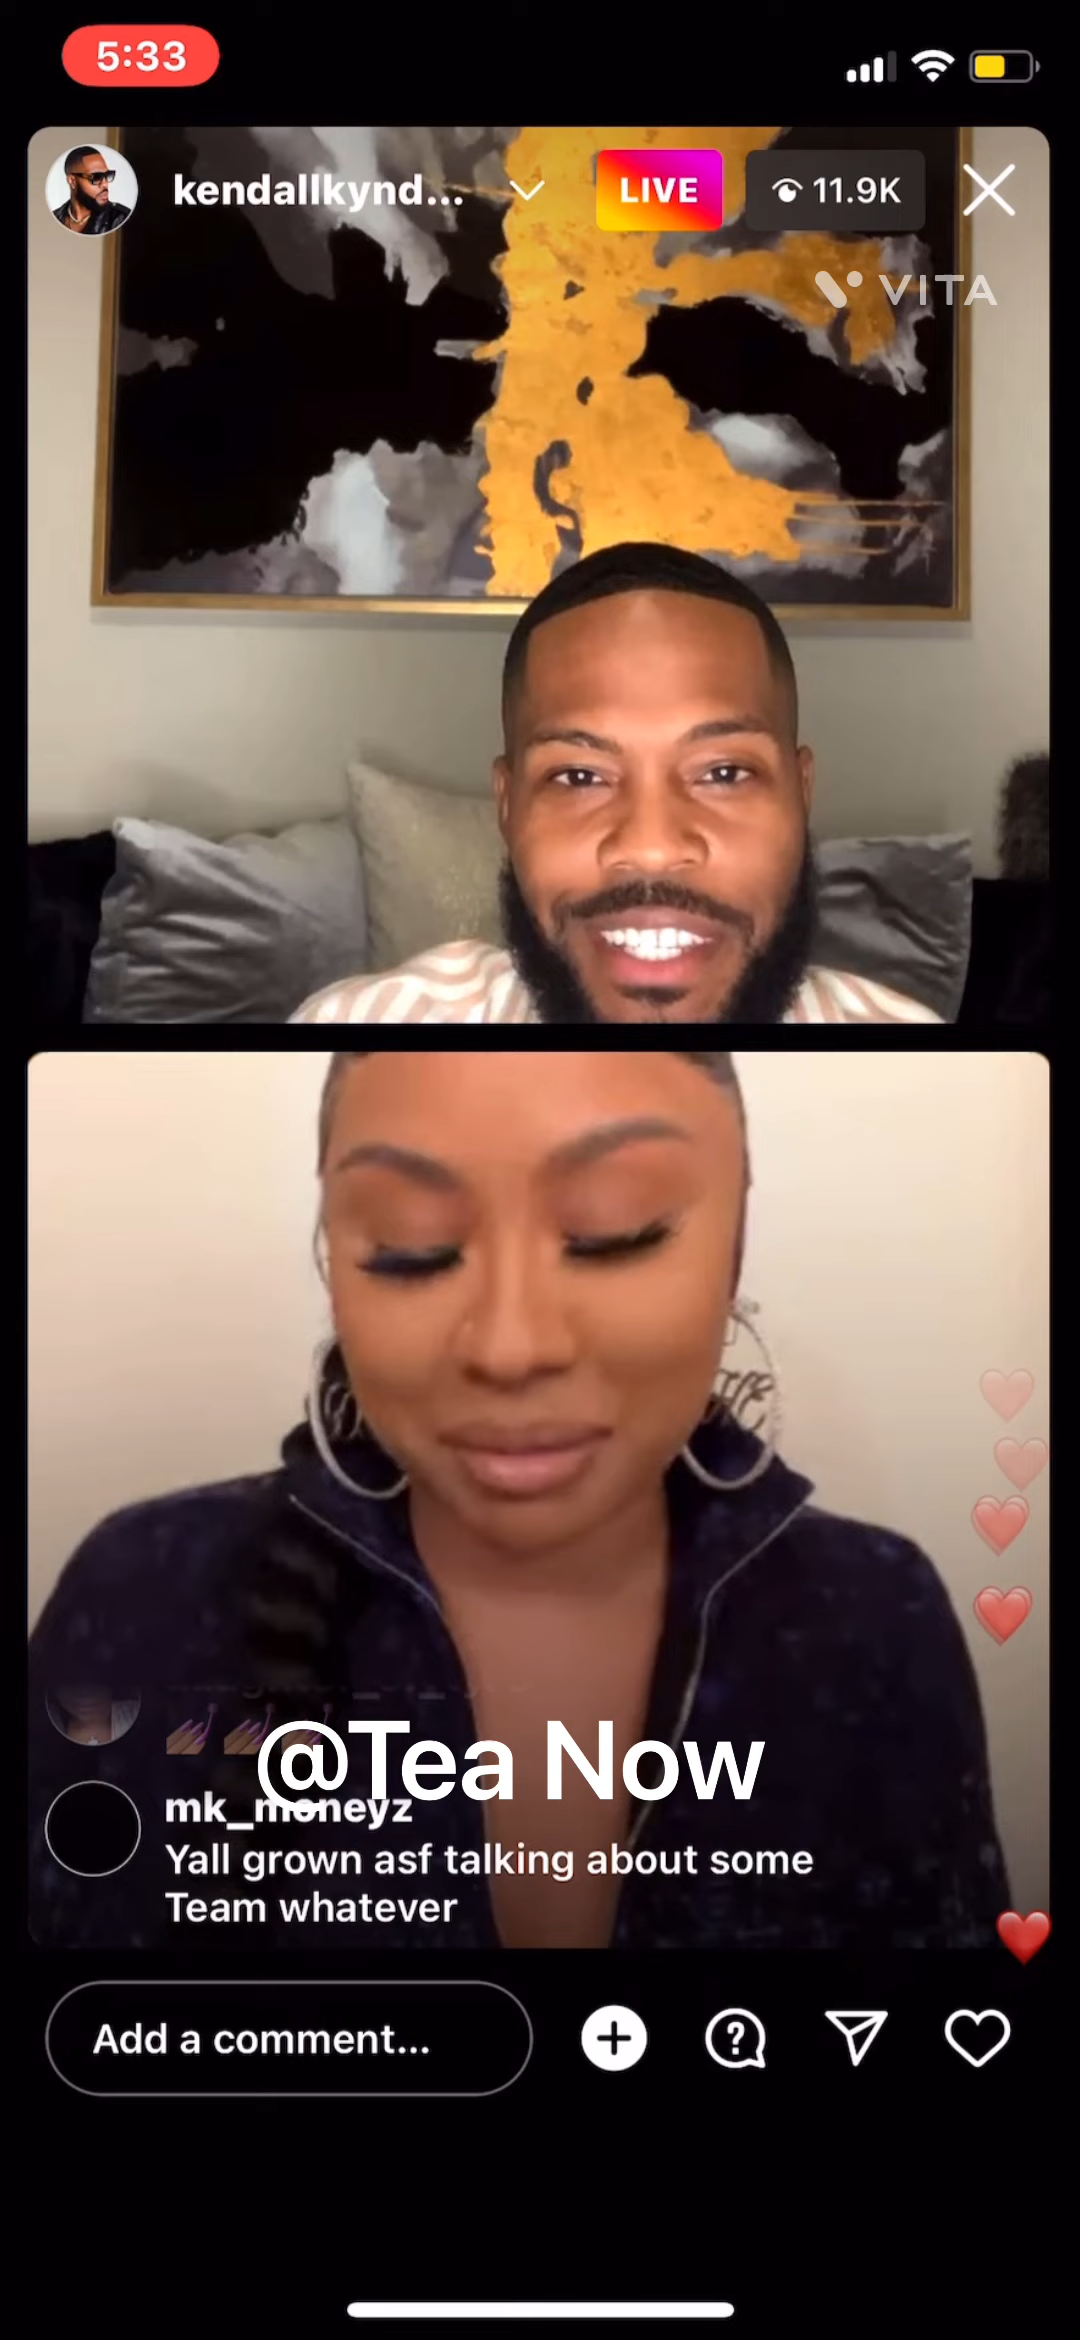 5:33
kendallkynd...
LIVE
11.9K
VITA
@Tea Now
mk_moneyz
Yall grown asf talking about some
Team whatever
Add a comment...